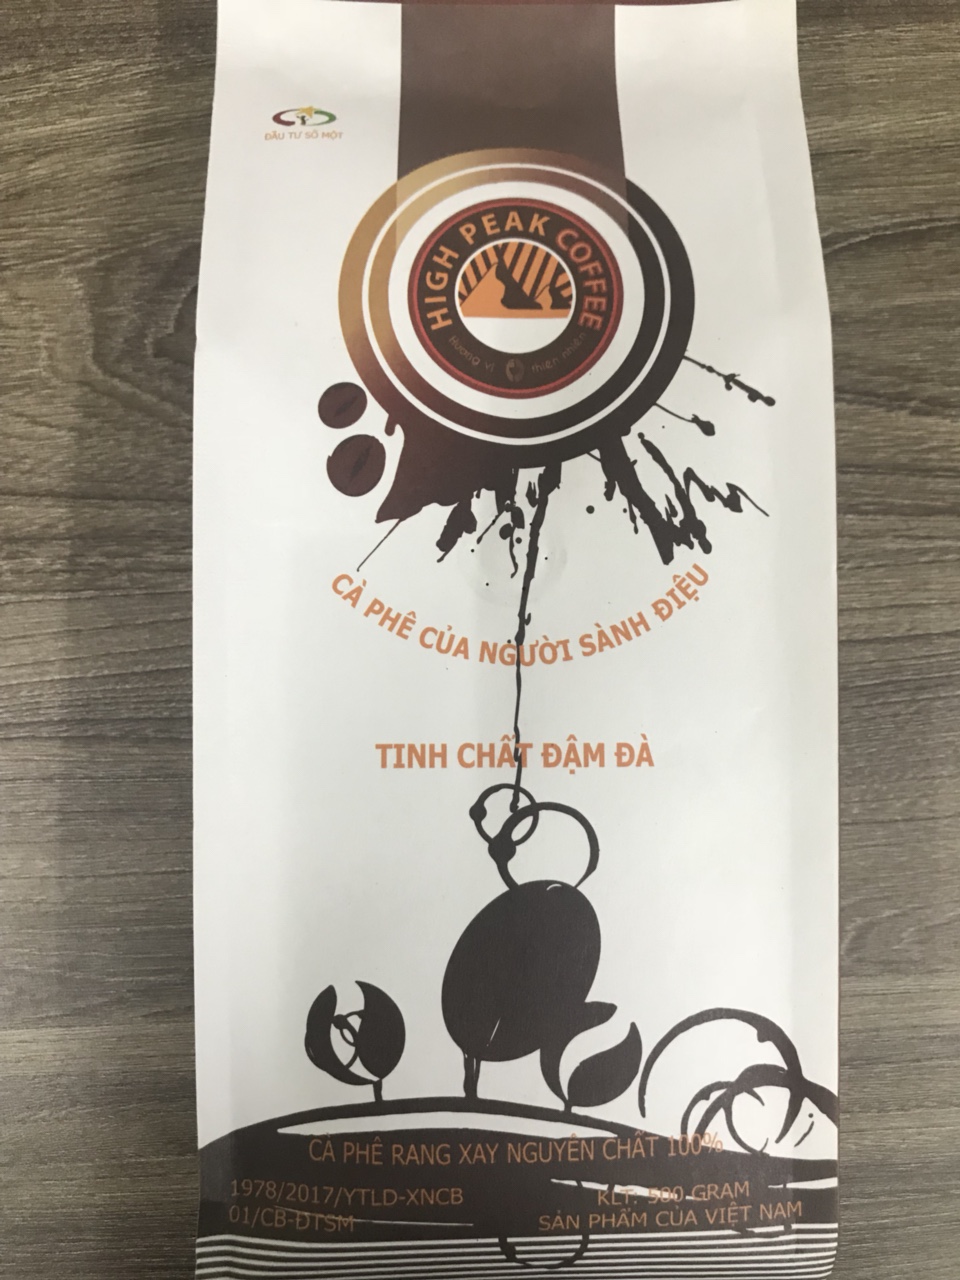 ĐẦU TƯ SỐ MỘT
HIGH PEAK COFFEE
Hương vị thiên nhiên
CÀ PHÊ CỦA NGƯỜI SÀNH ĐIỆU
TINH CHẤT ĐẬM ĐÀ
CÀ PHÊ RANG XAY NGUYÊN CHẤT 100%
1978/2017/YTLD-XNCB
01/CB-ĐTSM
KLT: 500 GRAM
SẢN PHẨM CỦA VIỆT NAM